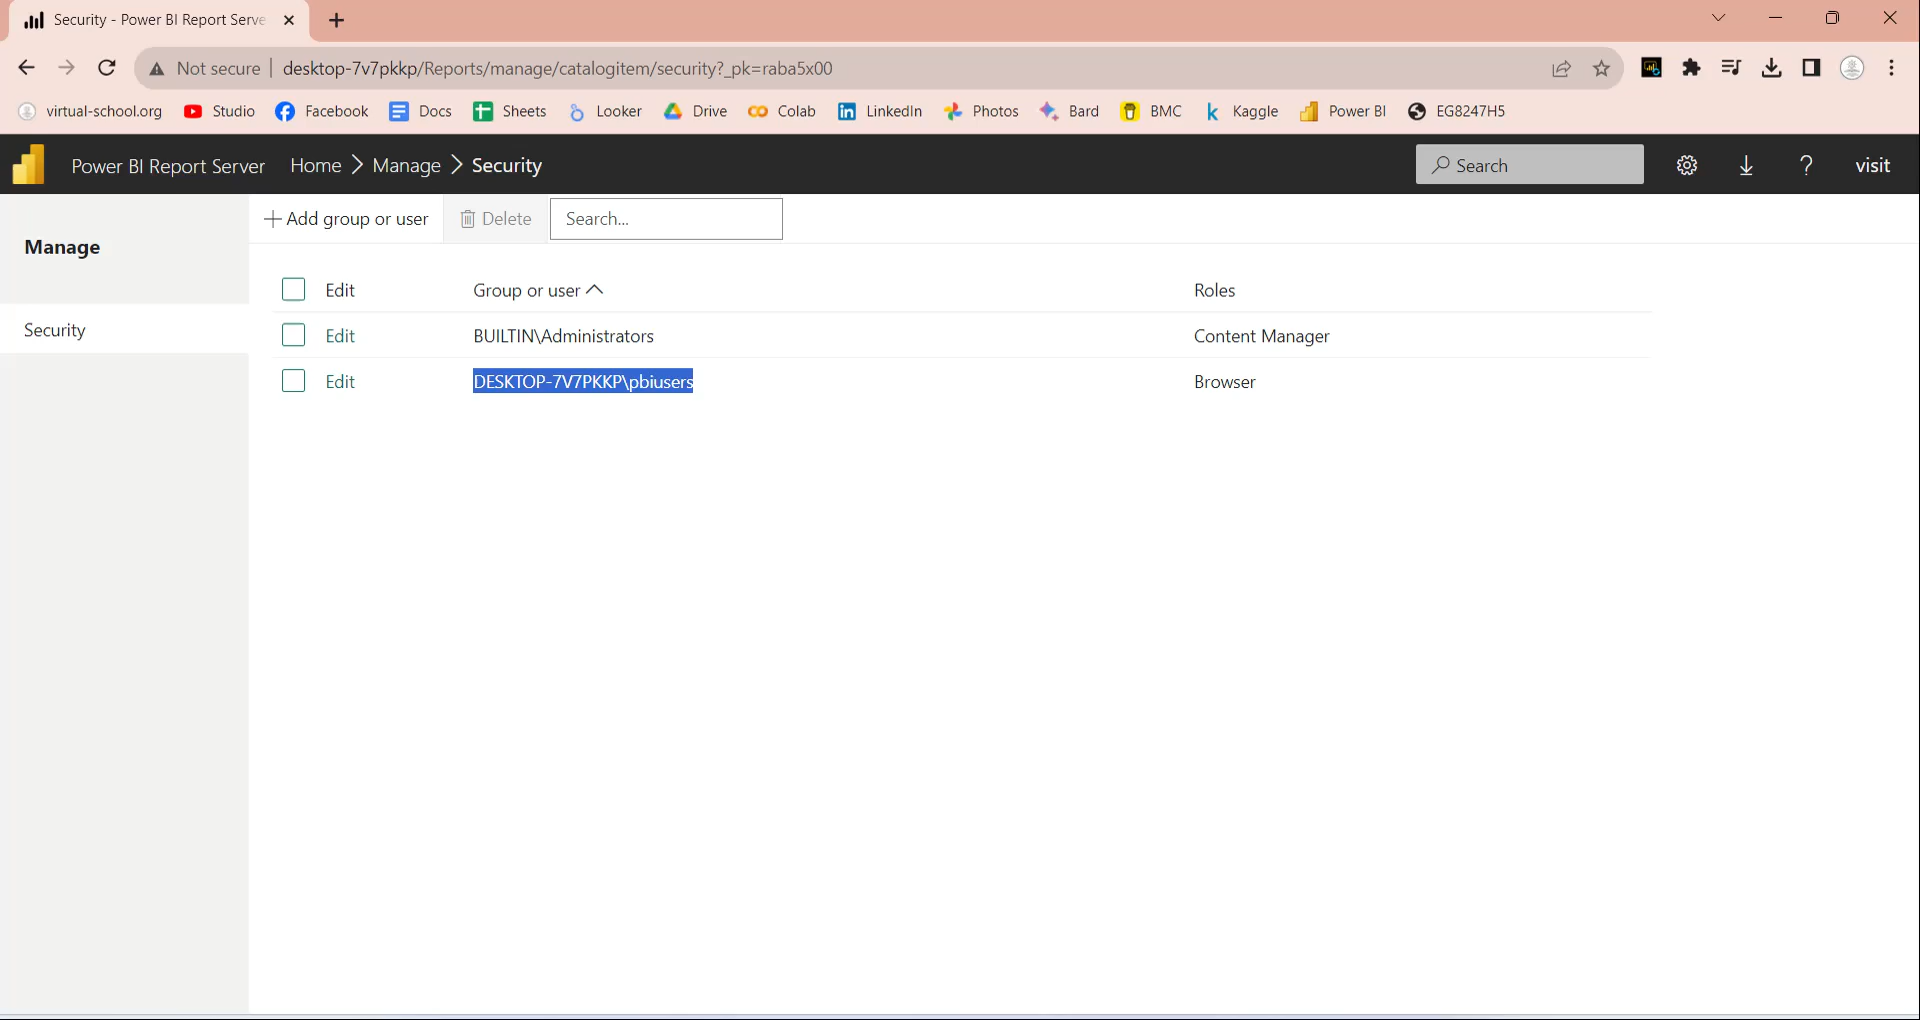 Security - Power BI Report Serve
Not secure desktop-7v7pkkp/Reports/manage/catalogitem/security?_pk=raba5x00
virtual-school.org Studio Facebook Docs Sheets Looker Drive Colab LinkedIn Photos Bard BMC Kaggle Power BI EG8247H5
Power BI Report Server Home > Manage > Security Search ? visit
+ Add group or user Delete Search...
Manage
Edit Group or user Roles
Security
Edit BUILTIN\Administrators Content Manager
Edit DESKTOP-7V7PKKP\pbiusers Browser